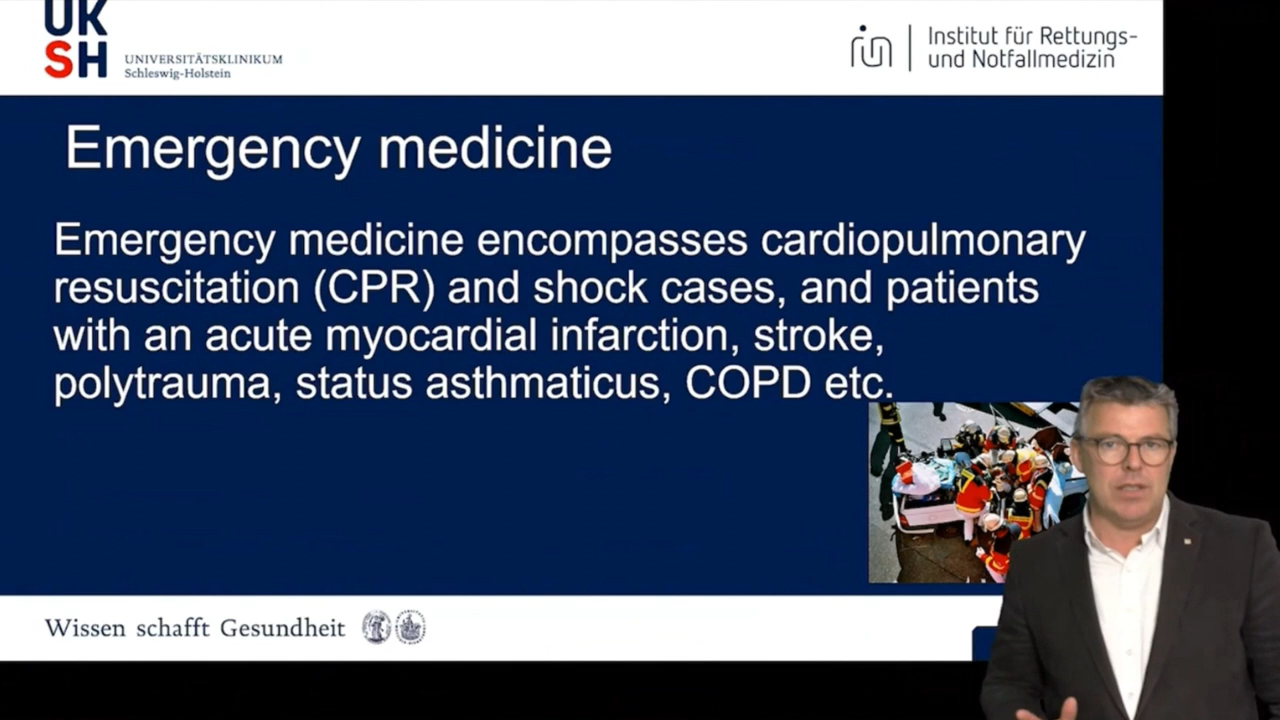 UK
SH
UNIVERSITÄTSKLINIKUM
Schleswig-Holstein
Institut für Rettungs-
und Notfallmedizin
Emergency medicine
Emergency medicine encompasses cardiopulmonary
resuscitation (CPR) and shock cases, and patients
with an acute myocardial infarction, stroke,
polytrauma, status asthmaticus, COPD etc.
Wissen schafft Gesundheit